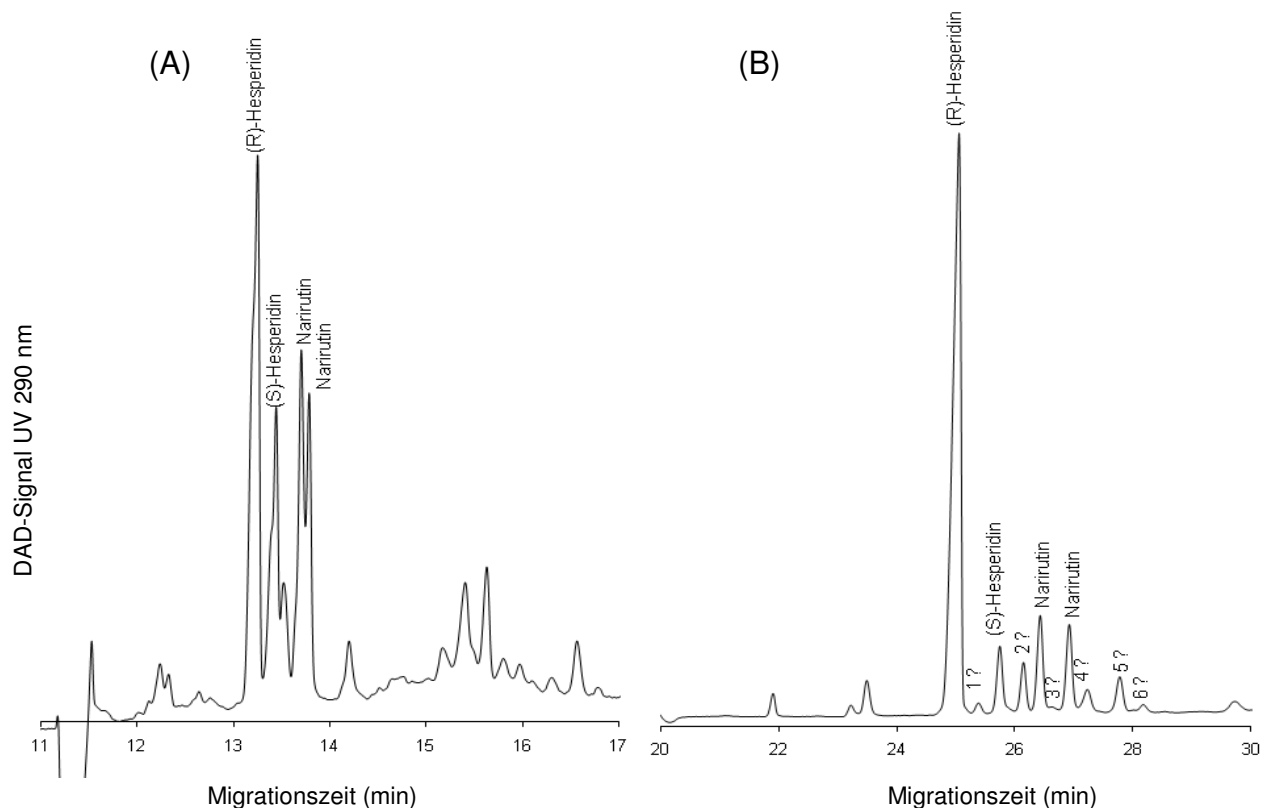 DAD-Signal UV 290 nm
(A)
(R)-Hesperidin
(S)-Hesperidin
Narirutin
Narirutin
11 12 13 14 15 16 17
Migrationszeit (min)
(B)
(R)-Hesperidin
1 ?
(S)-Hesperidin
2 ?
Narirutin
3 ?
Narirutin
4 ?
5 ?
6 ?
20 22 24 26 28 30
Migrationszeit (min)